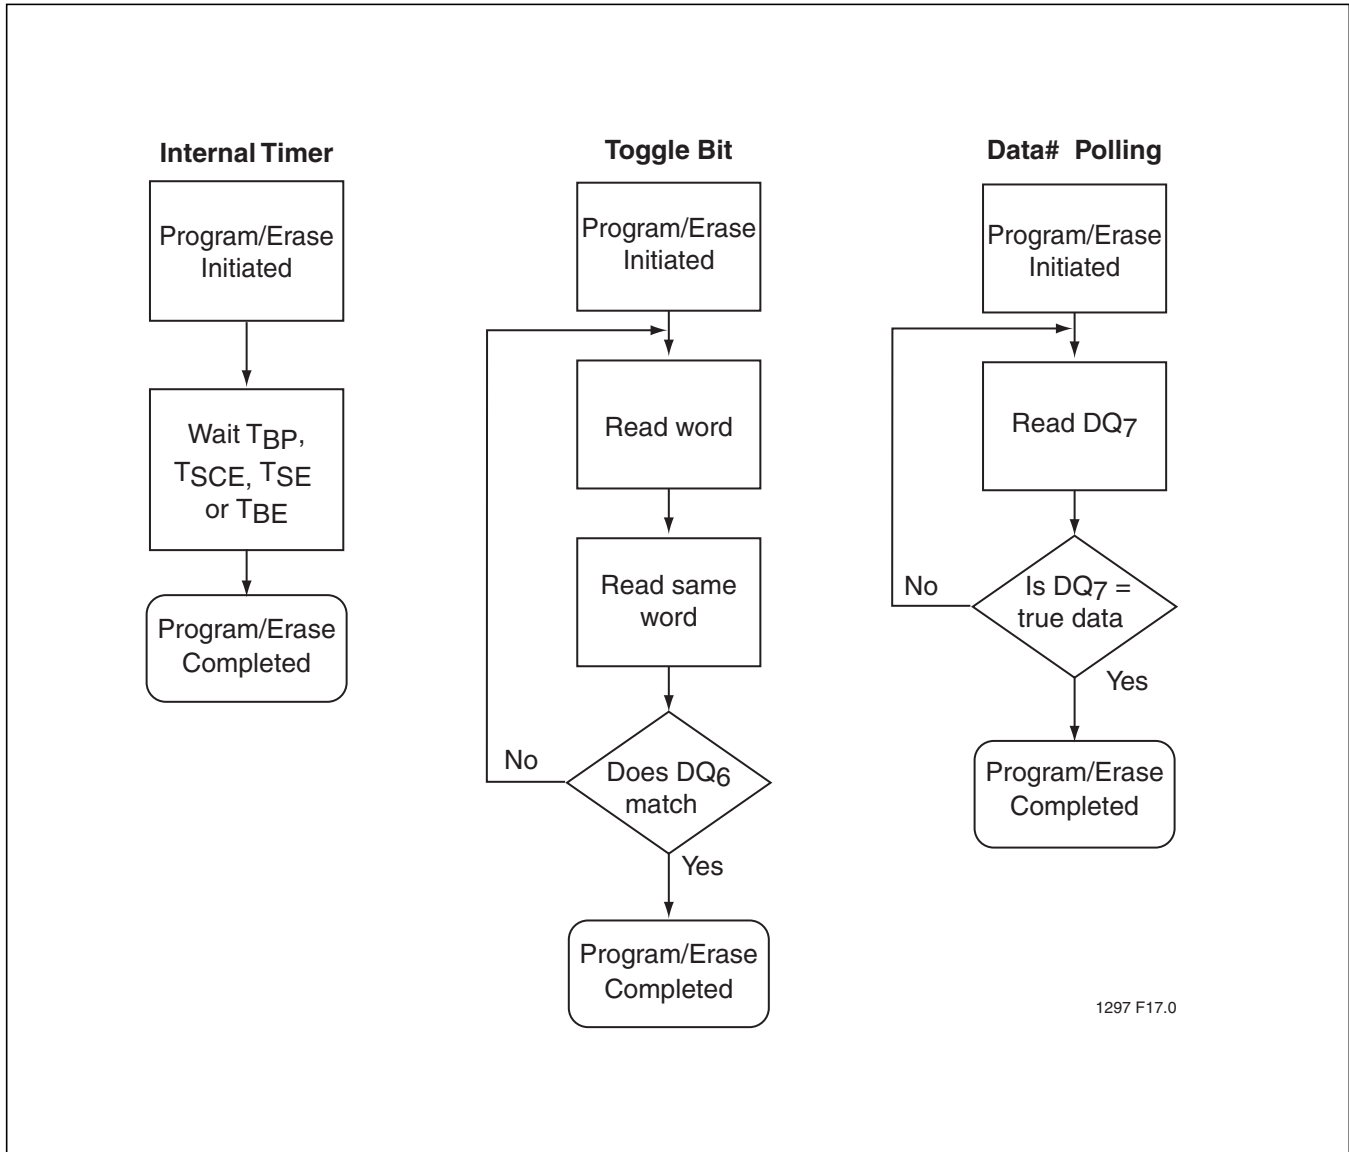 Internal Timer
Program/Erase
Initiated
Wait TBP,
TSCE, TSE
or TBE
Program/Erase
Completed
Toggle Bit
Program/Erase
Initiated
Read word
Read same
word
Does DQ6
match
No
Yes
Program/Erase
Completed
Data# Polling
Program/Erase
Initiated
Read DQ7
Is DQ7 =
true data
No
Yes
Program/Erase
Completed
1297 F17.0